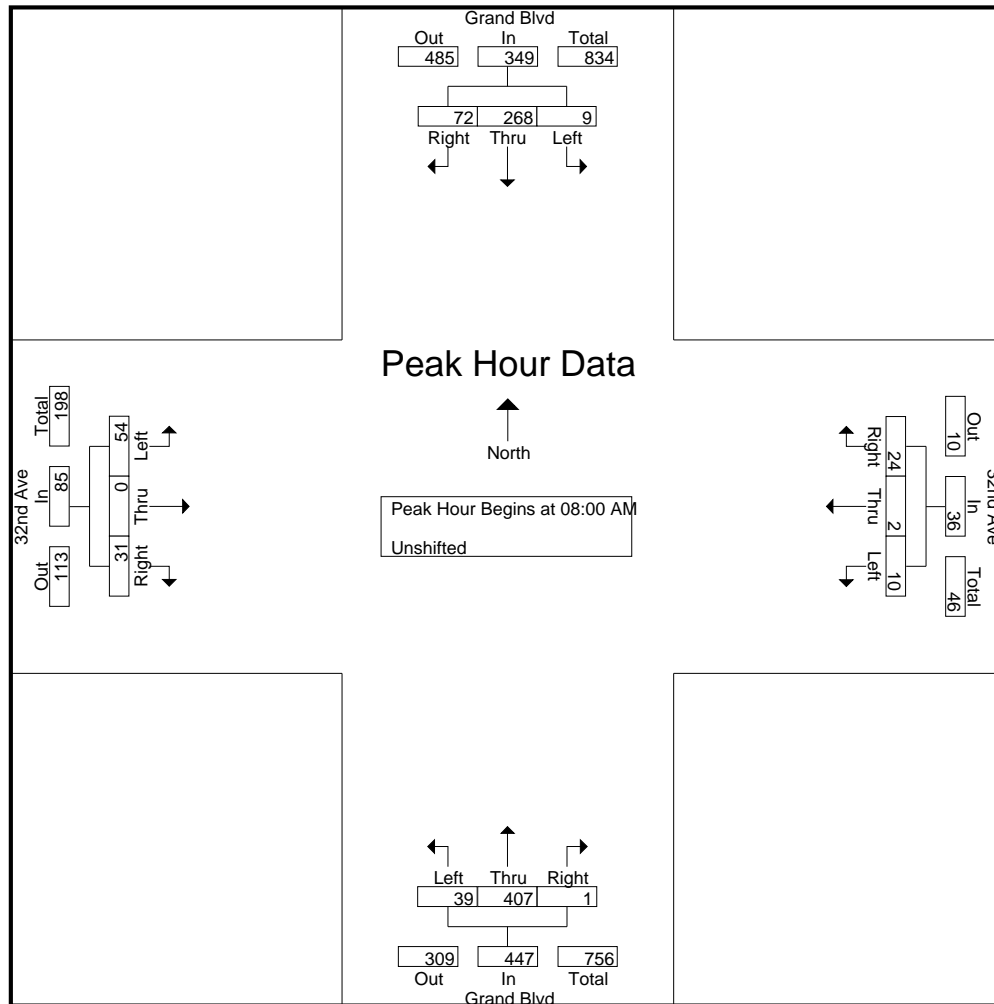 Grand Blvd
Out In Total
485 349 834
72 268 9
Right Thru Left
Peak Hour Data
North
Peak Hour Begins at 08:00 AM
Unshifted
32nd Ave
Total In Out
198 85 113
54 0 31
Left Thru Right
32nd Ave
Out In Total
10 36 46
24 2 10
Right Thru Left
Left Thru Right
39 407 1
309 447 756
Out In Total
Grand Blvd